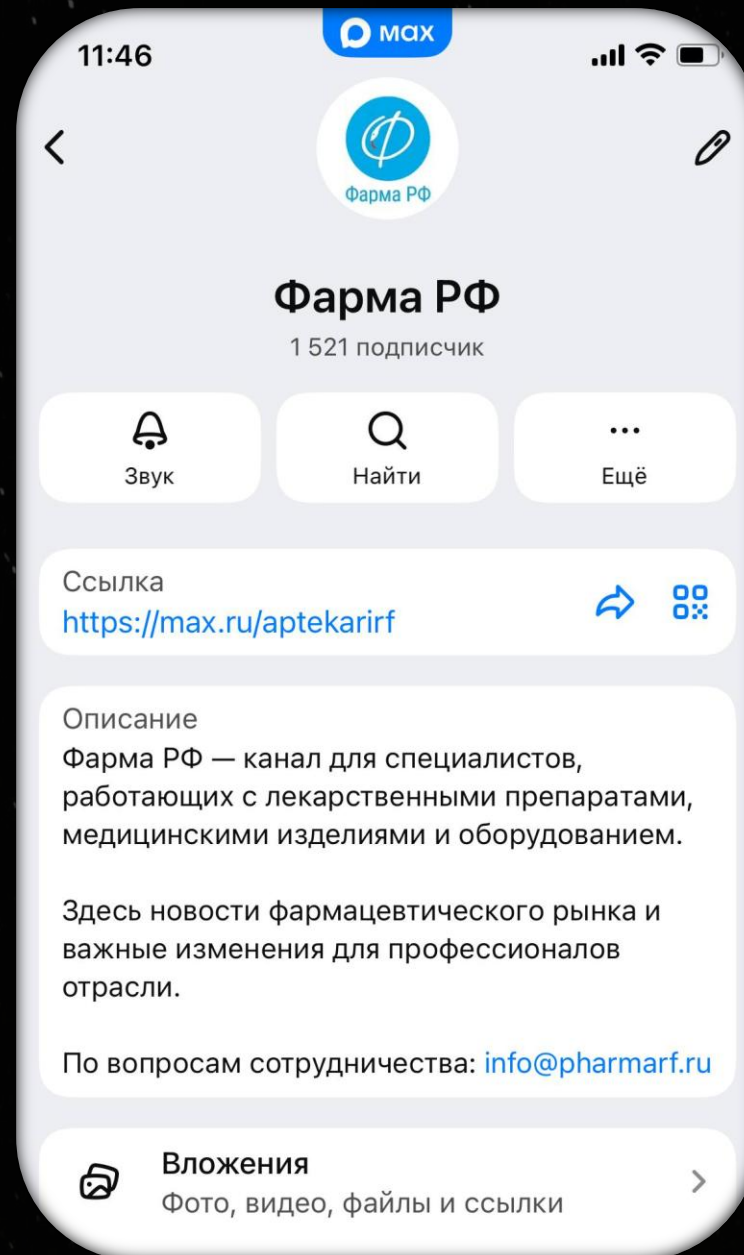 max
11:46
Фарма РФ
Фарма РФ
1 521 подписчик
Звук
Найти
Ещё
Ссылка
https://max.ru/aptekarirf
Описание
Фарма РФ — канал для специалистов,
работающих с лекарственными препаратами,
медицинскими изделиями и оборудованием.
Здесь новости фармацевтического рынка и
важные изменения для профессионалов
отрасли.
По вопросам сотрудничества: info@pharmarf.ru
Вложения
Фото, видео, файлы и ссылки